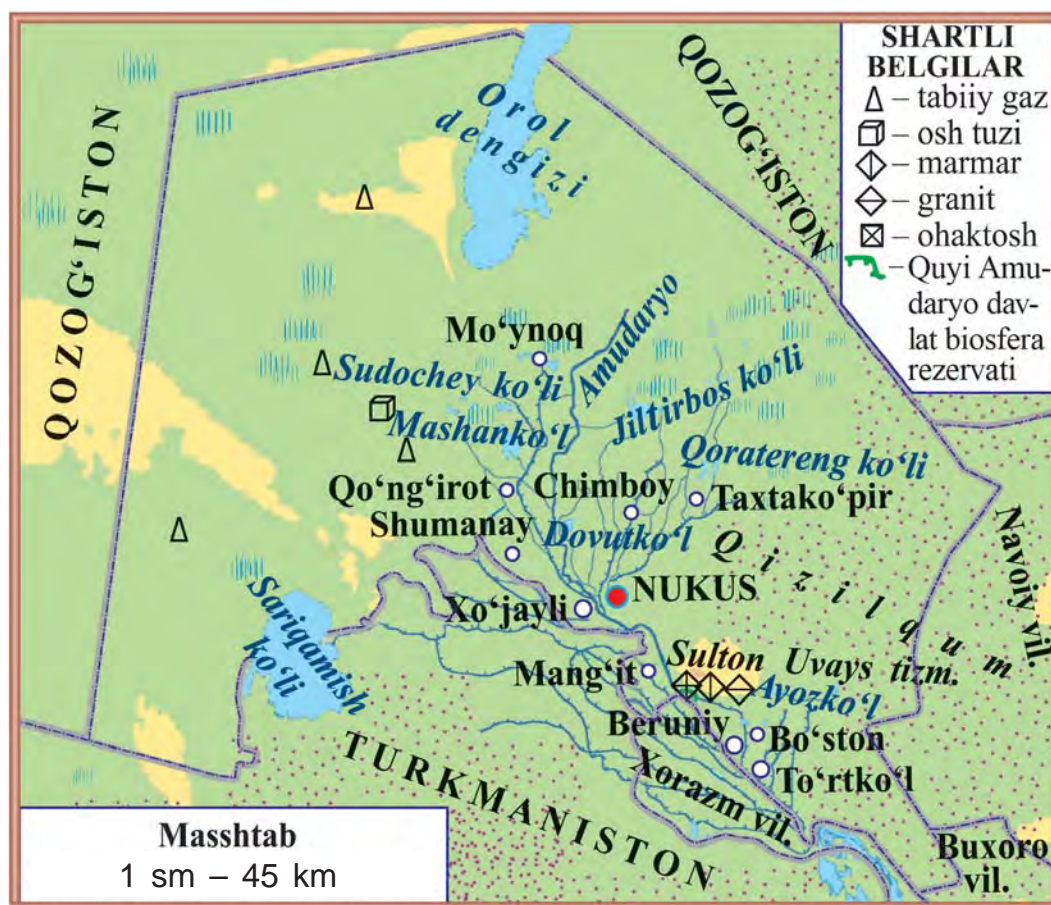 SHARTLI
BELGILAR
– tabiiy gaz
– osh tuzi
– marmar
– granit
– ohaktosh
– Quyi Amu-
daryo dav-
lat biosfera
rezervati
QOZOG‘ISTON
QOZOG‘ISTON
Orol
dengizi
Mo‘ynoq
Amudaryo
Sudochey ko‘li
Jiltirbos ko‘li
Mashanko‘l
Qoratereng ko‘li
Qo‘ng‘irot
Chimboy
Taxtako‘pir
Shumanay
Dovutko‘l
Qizilqum
Navoiy vil.
NUKUS
Xo‘jayli
Sariqamish
ko‘li
Mang‘it
Sulton Uvays tizm.
Ayozko‘l
Beruniy
Bo‘ston
To‘rtko‘l
Xorazm vil.
TURKMANISTON
Buxoro
vil.
Masshtab
1 sm – 45 km